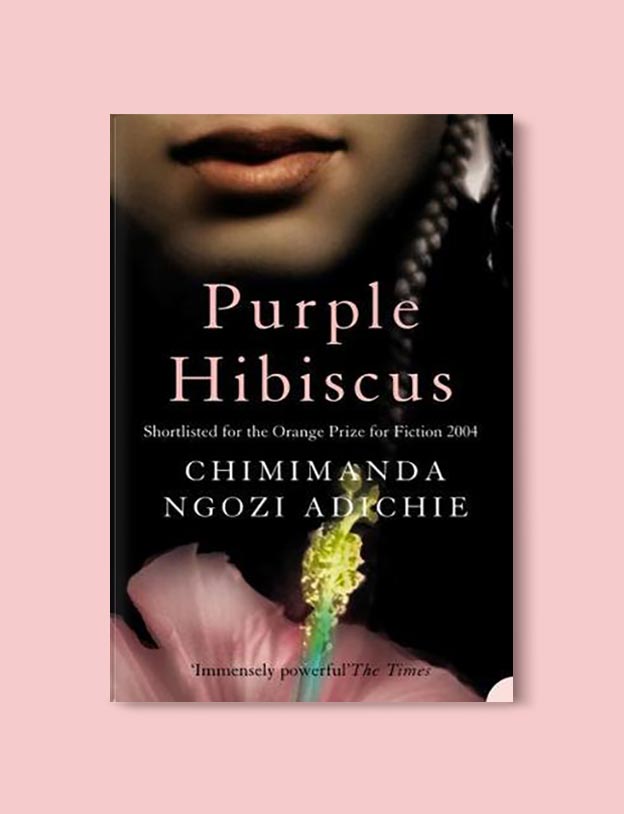 Purple
Hibiscus
Shortlisted for the Orange Prize for Fiction 2004
CHIMIMANDA
NGOZI ADICHIE
‘Immensely powerful’ The Times